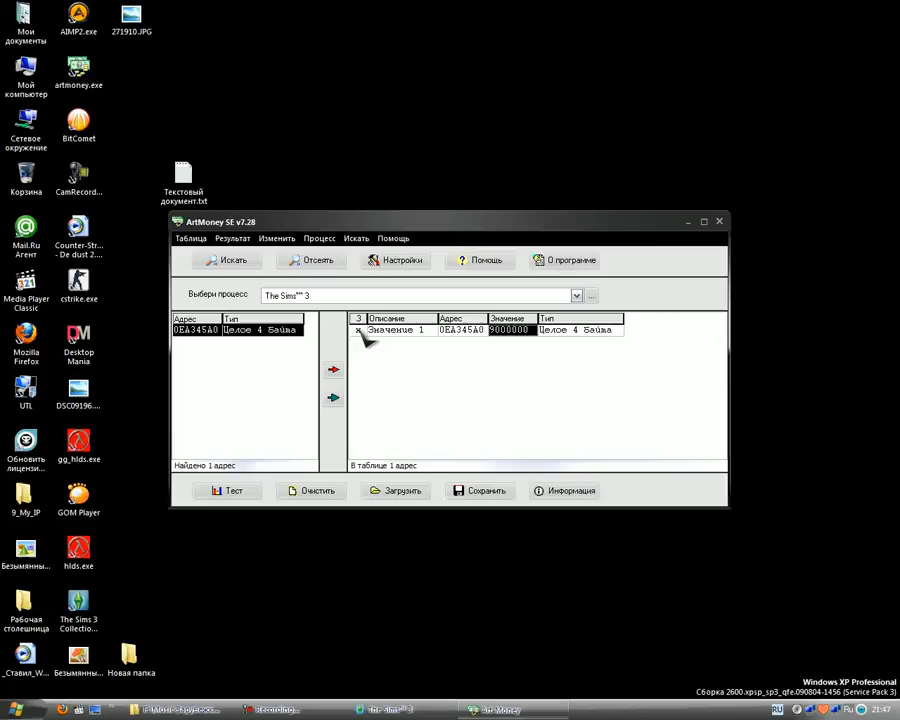 Мои документы
AIMP2.exe
271910.JPG
Мой компьютер
artmoney.exe
Сетевое окружение
BitComet
Корзина
CamRecord...
Текстовый документ.txt
Mail.Ru Агент
Counter-Str...
- De dust 2....
Media Player Classic
cstrike.exe
Mozilla Firefox
Desktop Mania
UTL
DSC09196....
Обновить лицензи...
gg_hlds.exe
9_My_IP
GOM Player
Безымянны...
hlds.exe
Рабочая столешница
The Sims 3 Collectio...
_Ставил_W...
Безымянны...
Новая папка
ArtMoney SE v7.28
Таблица Результат Изменить Процесс Искать Помощь
Искать Отсеять Настройки Помощь О программе
Выбери процесс The Sims™ 3 ...
Адрес Тип
0EA345A0 Целое 4 байта
З Описание Адрес Значение Тип
Значение 1 0EA345A0 9000000 Целое 4 байта
Найдено 1 адрес
В таблице 1 адрес
Тест Очистить Загрузить Сохранить Информация
Windows XP Professional
Сборка 2600.xpsp_sp3_qfe.090804-1456 (Service Pack 3)
Recording...
The Sims™ 3
ArtMoney
RU
Ru
21:47